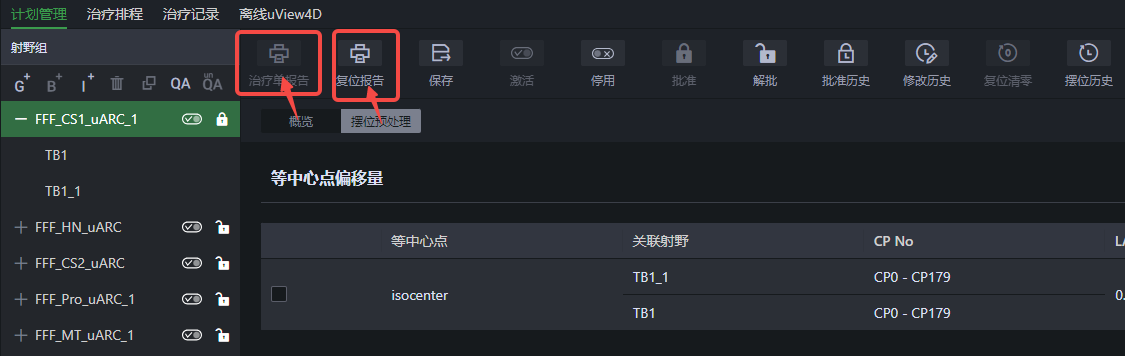 计划管理 治疗排程 治疗记录 离线uView4D
射野组
G+ B+ I+ QA unQA
治疗单报告 复位报告 保存 激活 停用 批准 解批 批准历史 修改历史 复位清零 摆位历史
FFF_CS1_uARC_1
概览 摆位预处理
TB1
TB1_1
等中心点偏移量
FFF_HN_uARC
等中心点 关联射野 CP No
FFF_CS2_uARC
TB1_1 CP0 - CP179
isocenter 0.
FFF_Pro_uARC_1
TB1 CP0 - CP179
FFF_MT_uARC_1